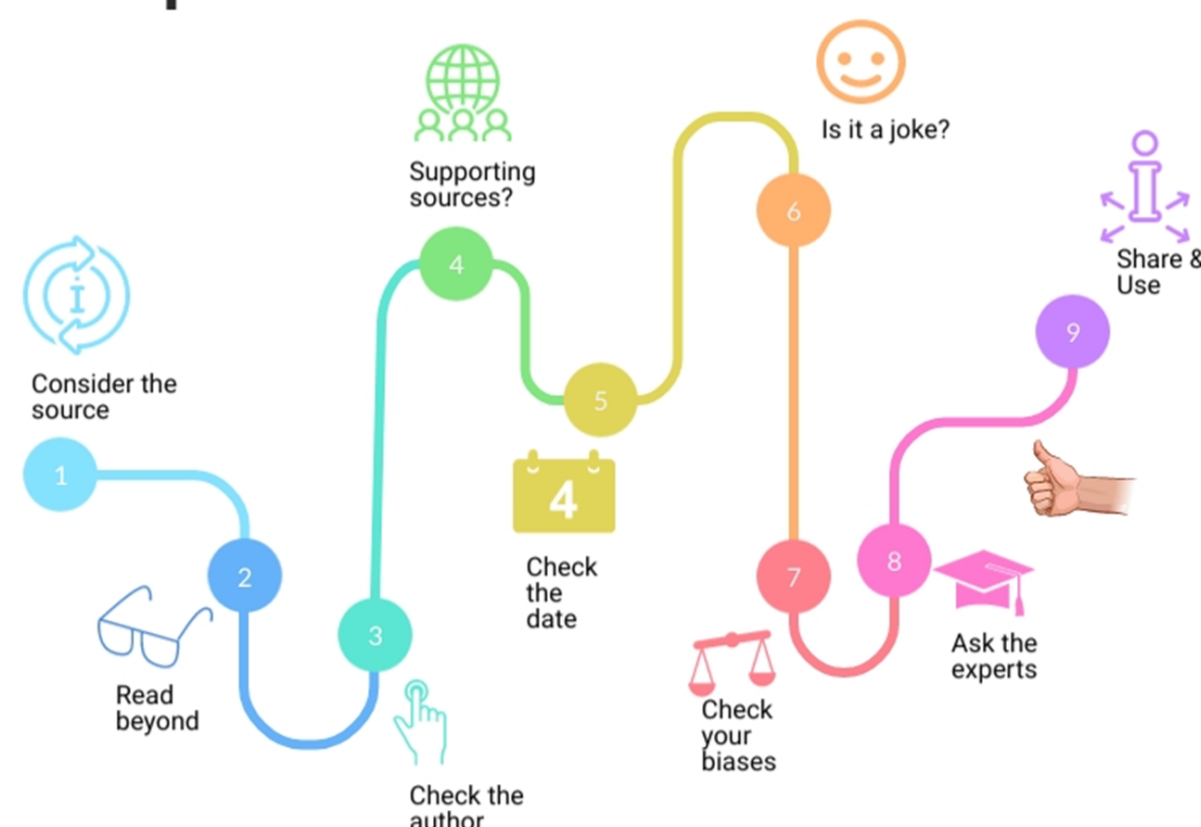 Consider the
source
1
2
Read
beyond
3
Check the
author
Supporting
sources?
4
5
4
Check
the
date
Is it a joke?
6
7
Check
your
biases
8
Ask the
experts
Share &
Use
9